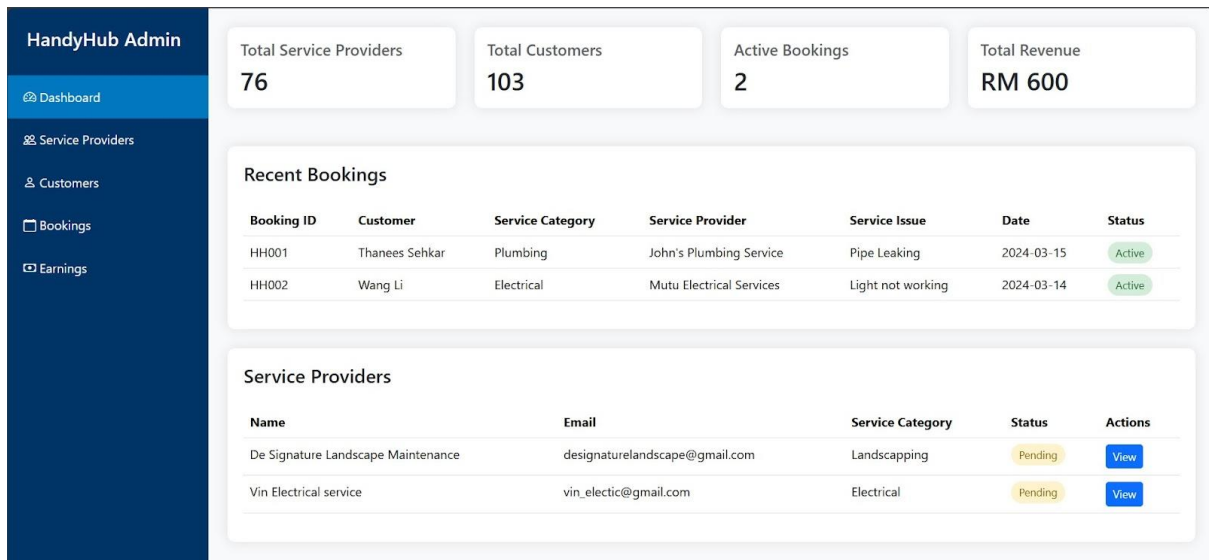 HandyHub Admin
Dashboard
Service Providers
Customers
Bookings
Earnings
Total Service Providers
76
Total Customers
103
Active Bookings
2
Total Revenue
RM 600
Recent Bookings
Booking ID Customer Service Category Service Provider Service Issue Date Status
HH001 Thanees Sehkar Plumbing John's Plumbing Service Pipe Leaking 2024-03-15 Active
HH002 Wang Li Electrical Mutu Electrical Services Light not working 2024-03-14 Active
Service Providers
Name Email Service Category Status Actions
De Signature Landscape Maintenance designaturelandscape@gmail.com Landscapping Pending View
Vin Electrical service vin_electic@gmail.com Electrical Pending View